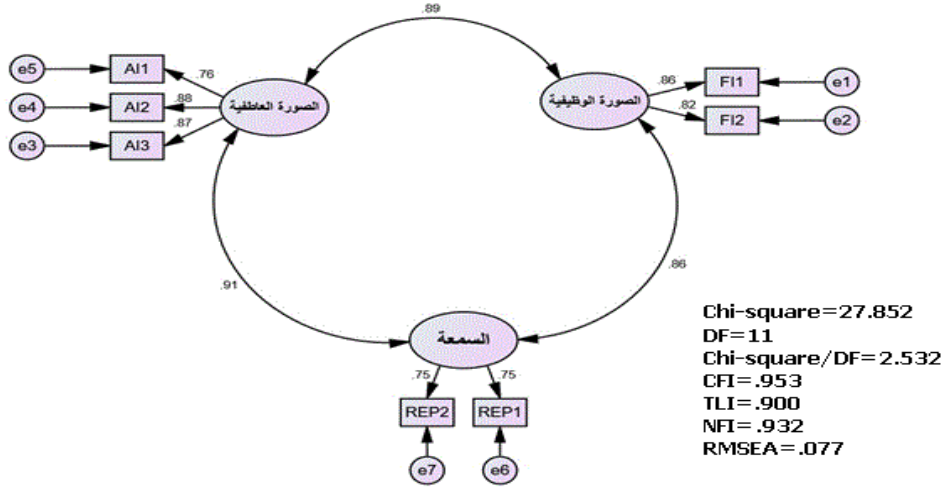 .89
e5
AI1
.76
e4
AI2
.88
e3
AI3
.87
الصورة العاطفية
الصورة الوظيفية
.86
FI1
e1
.82
FI2
e2
.91
.86
السمعة
.75
.75
REP2
REP1
e7
e6
Chi-square=27.852
DF=11
Chi-square/DF=2.532
CFI=.953
TLI=.900
NFI=.932
RMSEA=.077